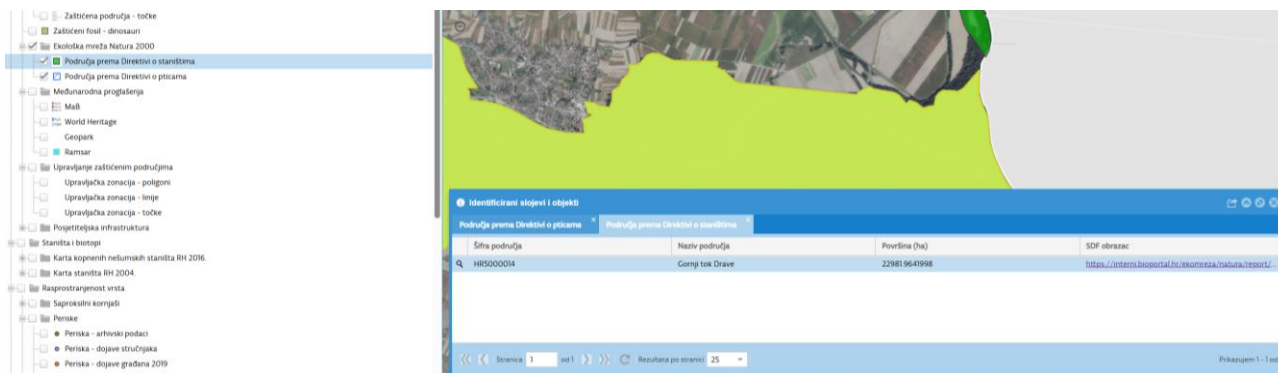 Zaštićena područja - točke
Zaštićeni fosil - dinosauri
Ekološka mreža Natura 2000
Područja prema Direktivi o staništima
Područja prema Direktivi o pticama
Međunarodna proglašenja
MaB
World Heritage
Geopark
Ramsar
Upravljanje zaštićenim područjima
Upravljačka zonacija - poligoni
Upravljačka zonacija - linije
Upravljačka zonacija - točke
Posjetiteljska infrastruktura
Staništa i biotopi
Karta kopnenih nešumskih staništa RH 2016.
Karta staništa RH 2004.
Rasprostranjenost vrsta
Saproksilni kornjaši
Periske
Periska - arhivski podaci
Periska - dojave stručnjaka
Periska - dojave građana 2019
Identificirani slojevi i objekti
Područja prema Direktivi o pticama Područja prema Direktivi o staništima
Šifra područja Naziv područja Površina (ha) SDF obrazac
HR5000014 Gornji tok Drave 22981.9641998 https://interni.bioportal.hr/ekomreza/natura/report/...
Stranica 1 od 1 Rezultata po stranici 25 Prikazujem 1 - 1 od